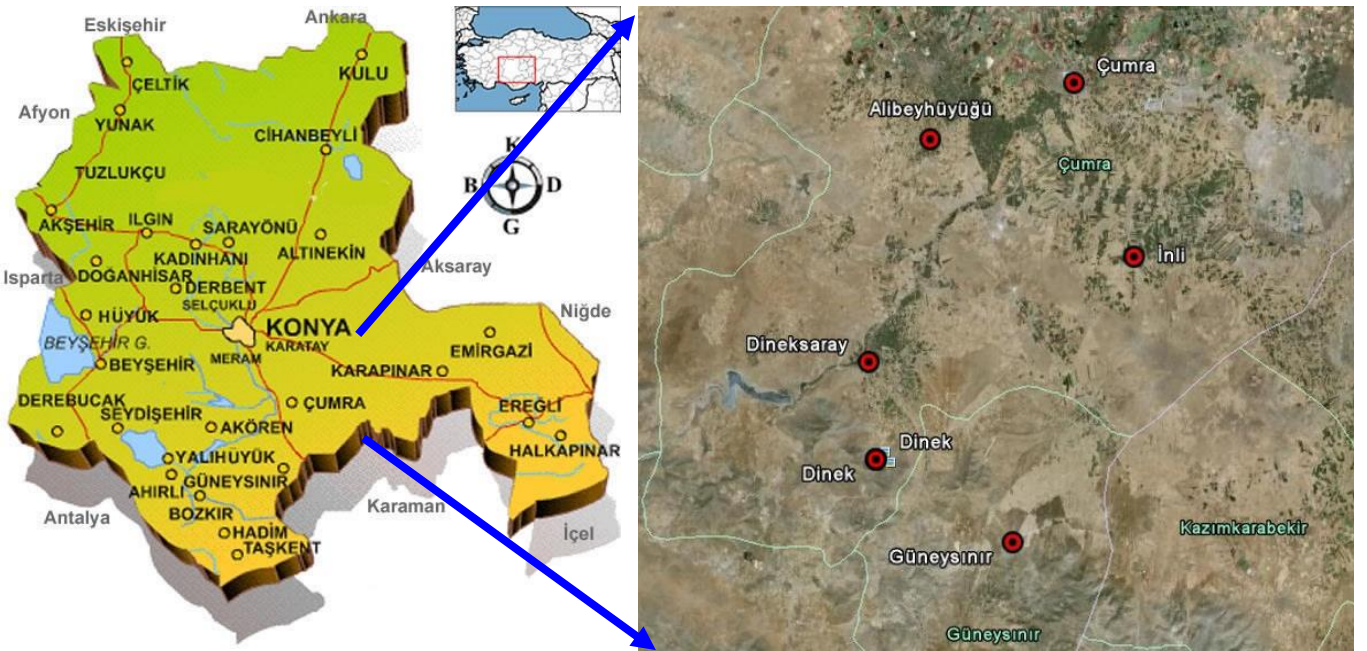 Eskişehir
Ankara
ÇELTİK
KULU
Afyon
YUNAK
CİHANBEYLİ
TUZLUKÇU
AKŞEHİR
ILGIN
SARAYÖNÜ
KADINHANI
ALTINEKİN
DOĞANHİSAR
Isparta
DERBENT
SELÇUKLU
Aksaray
Niğde
HÜYÜK
KONYA
KARATAY
BEYŞEHİR G.
MERAM
EMİRGAZİ
BEYŞEHİR
KARAPINAR
DEREBUCAK
SEYDİŞEHİR
ÇUMRA
EREĞLİ
AKÖREN
HALKAPINAR
YALIHÜYÜK
GÜNEYSINIR
AHIRLI
BOZKIR
Karaman
Antalya
HADİM
İçel
TAŞKENT
K
B
D
G
Çumra
Alibeyhüyüğü
Çumra
İnli
Dineksaray
Dinek
Dinek
Kazımkarabekir
Güneysınır
Güneysınır